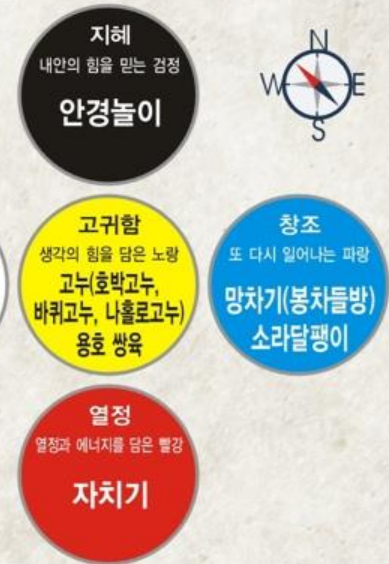 지혜
내안의 힘을 믿는 검정
안경놀이
N
W
E
S
고귀함
생각의 힘을 담은 노랑
고누(호박고누,
바퀴고누, 나홀로고누)
용호 쌍육
창조
또 다시 일어나는 파랑
망차기(봉차들방)
소라달팽이
열정
열정과 에너지를 담은 빨강
자치기